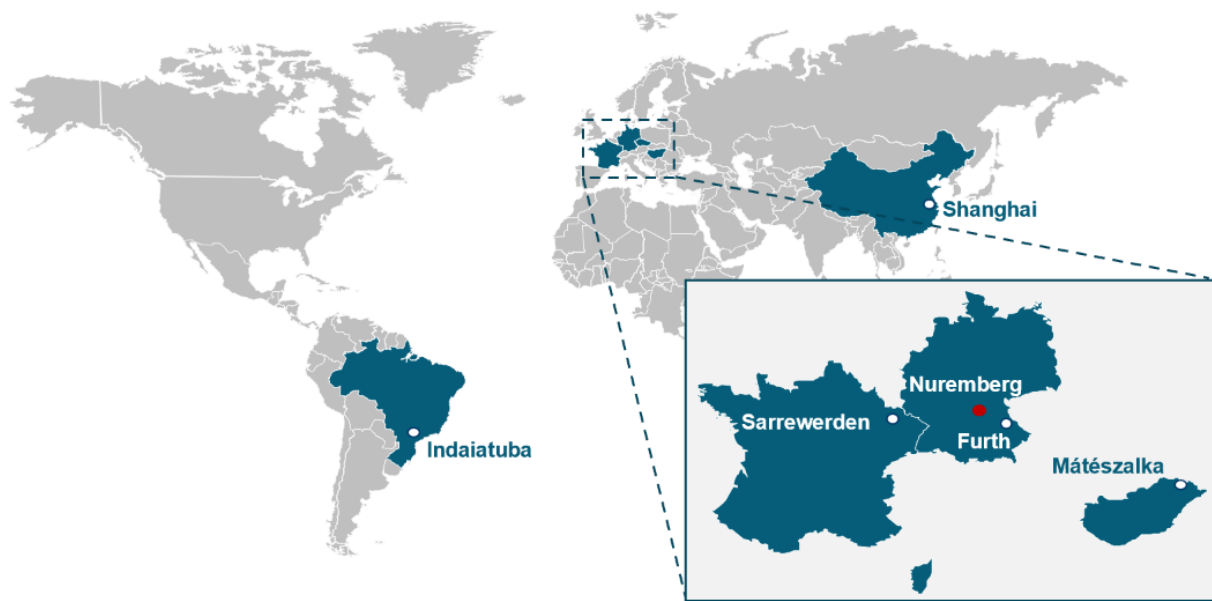 Shanghai
Indaiatuba
Nuremberg
Sarrewerden
Furth
Mátészalka